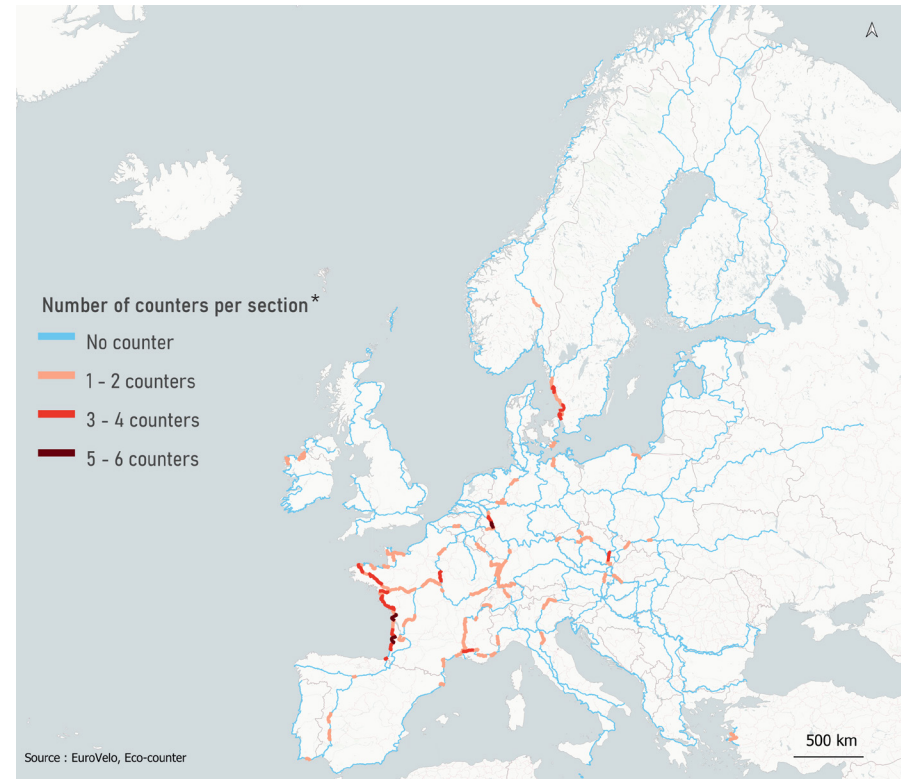 Number of counters per section*
No counter
1 - 2 counters
3 - 4 counters
5 - 6 counters
500 km
Source : EuroVelo, Eco-counter